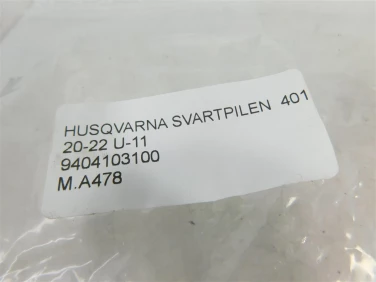 HUSQVARNA SVARTPILEN 401
20-22 U-11
9404103100
M.A478